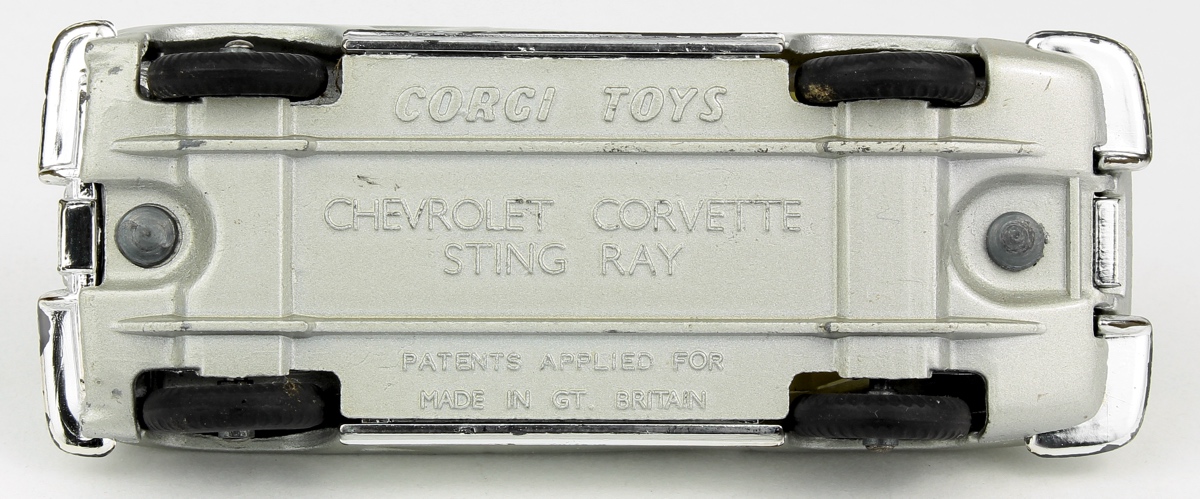 CORGI TOYS
CHEVROLET CORVETTE
STING RAY
PATENTS APPLIED FOR
MADE IN GT. BRITAIN